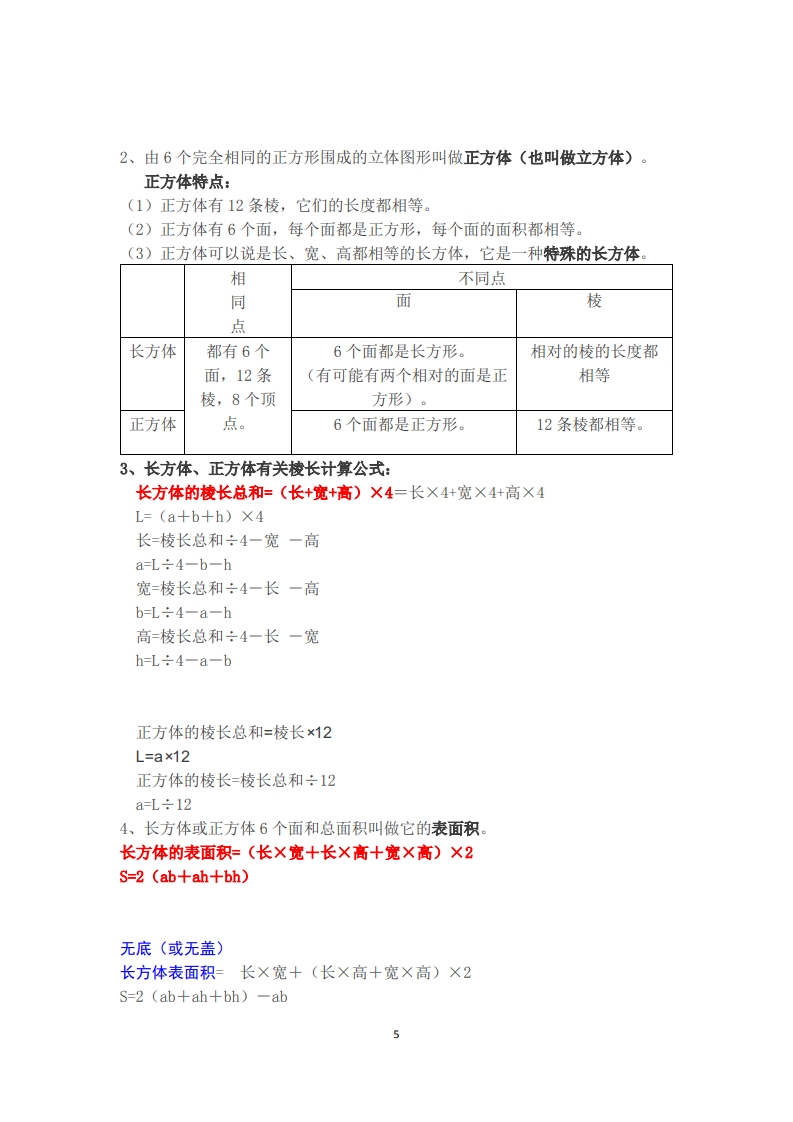 2、由 6 个完全相同的正方形围成的立体图形叫做正方体（也叫做立方体）。
正方体特点：
（1）正方体有 12 条棱，它们的长度都相等。
（2）正方体有 6 个面，每个面都是正方形，每个面的面积都相等。
（3）正方体可以说是长、宽、高都相等的长方体，它是一种特殊的长方体。
相
同
点
不同点
面
棱
长方体
都有 6 个
面，12 条
棱，8 个顶
点。
6 个面都是长方形。
（有可能有两个相对的面是正
方形）。
相对的棱的长度都
相等
正方体
6 个面都是正方形。
12 条棱都相等。
3、长方体、正方体有关棱长计算公式：
长方体的棱长总和=（长+宽+高）×4＝长×4+宽×4+高×4
L=（a＋b＋h）×4
长=棱长总和÷4－宽 －高
a=L÷4－b－h
宽=棱长总和÷4－长 －高
b=L÷4－a－h
高=棱长总和÷4－长 －宽
h=L÷4－a－b
正方体的棱长总和=棱长×12
L=a×12
正方体的棱长=棱长总和÷12
a=L÷12
4、长方体或正方体 6 个面和总面积叫做它的表面积。
长方体的表面积=（长×宽＋长×高＋宽×高）×2
S=2（ab＋ah＋bh）
无底（或无盖）
长方体表面积= 长×宽＋（长×高＋宽×高）×2
S=2（ab＋ah＋bh）－ab
5